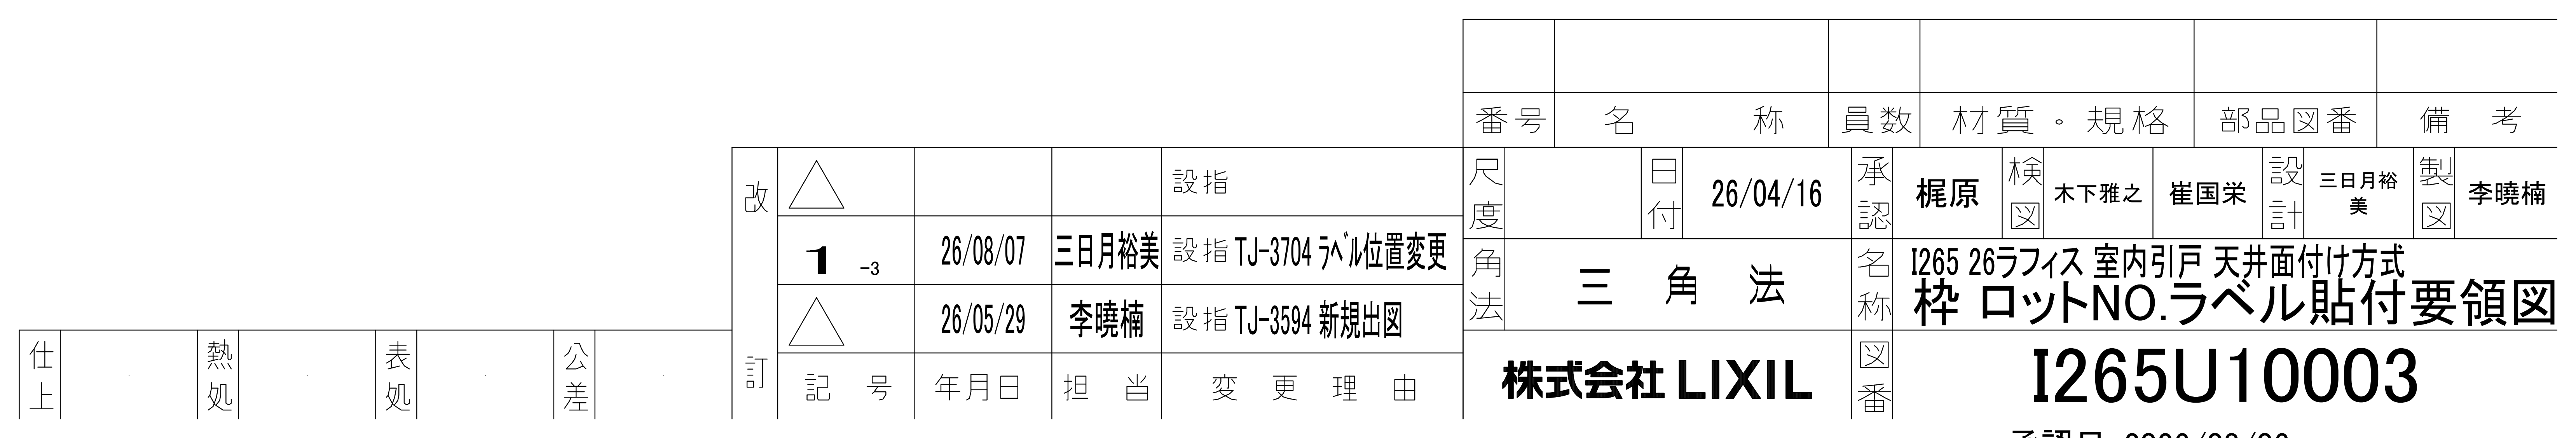 番号 名称 員数 材質・規格 部品図番 備考
改訂
設指
1 -3 26/08/07 三日月裕美 設指 TJ-3704 ラベル位置変更
26/05/29 李曉楠 設指 TJ-3594 新規出図
記号 年月日 担当 変更理由
尺度 日付 26/04/16 承認 梶原 検図 木下雅之 崔国栄 設計 三日月裕美 製図 李曉楠
角法 三角法 名称 I265 26ラフィス 室内引戸 天井面付け方式
枠 ロットNO.ラベル貼付要領図
株式会社 LIXIL 図番 I265U10003
仕上 熱処 表処 公差